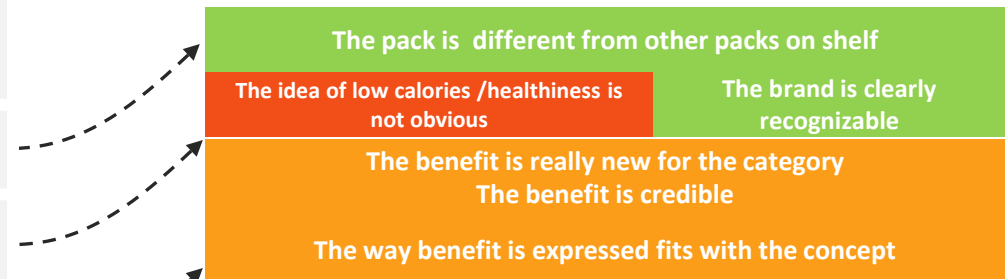 The pack is  different from other packs on shelf
The idea of low calories /healthiness is
not obvious
The brand is clearly
recognizable
The benefit is really new for the category
The benefit is credible
The way benefit is expressed fits with the concept